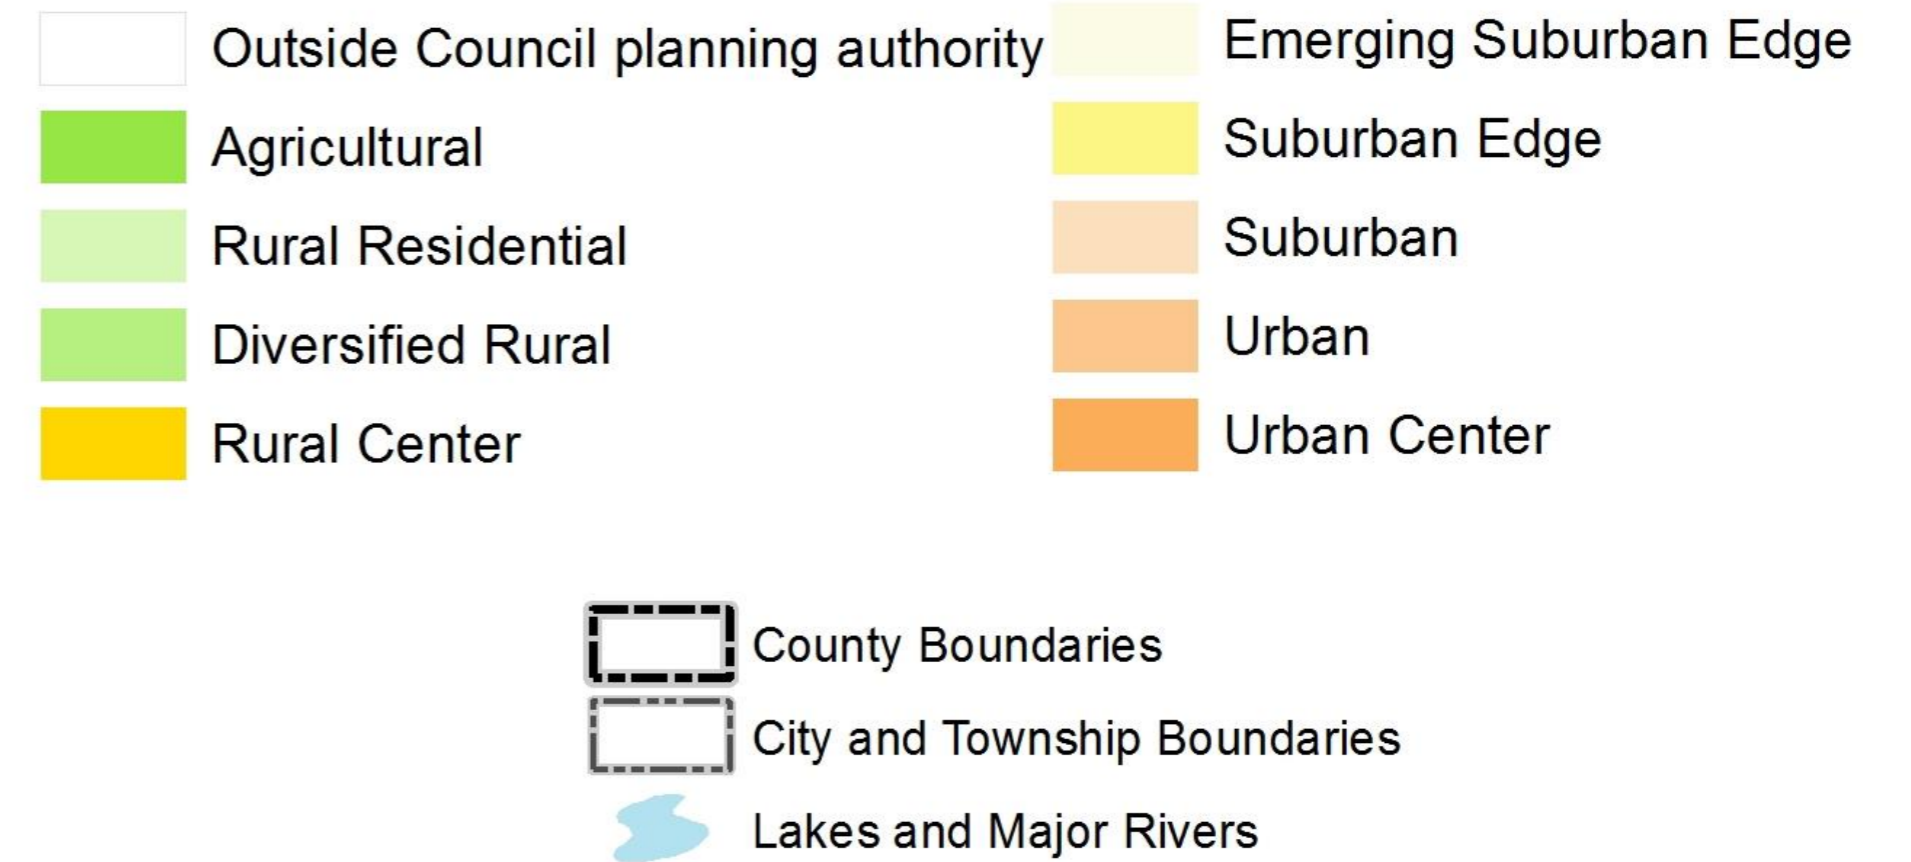 Outside Council planning authority
Agricultural
Rural Residential
Diversified Rural
Rural Center
Emerging Suburban Edge
Suburban Edge
Suburban
Urban
Urban Center
County Boundaries
City and Township Boundaries
Lakes and Major Rivers